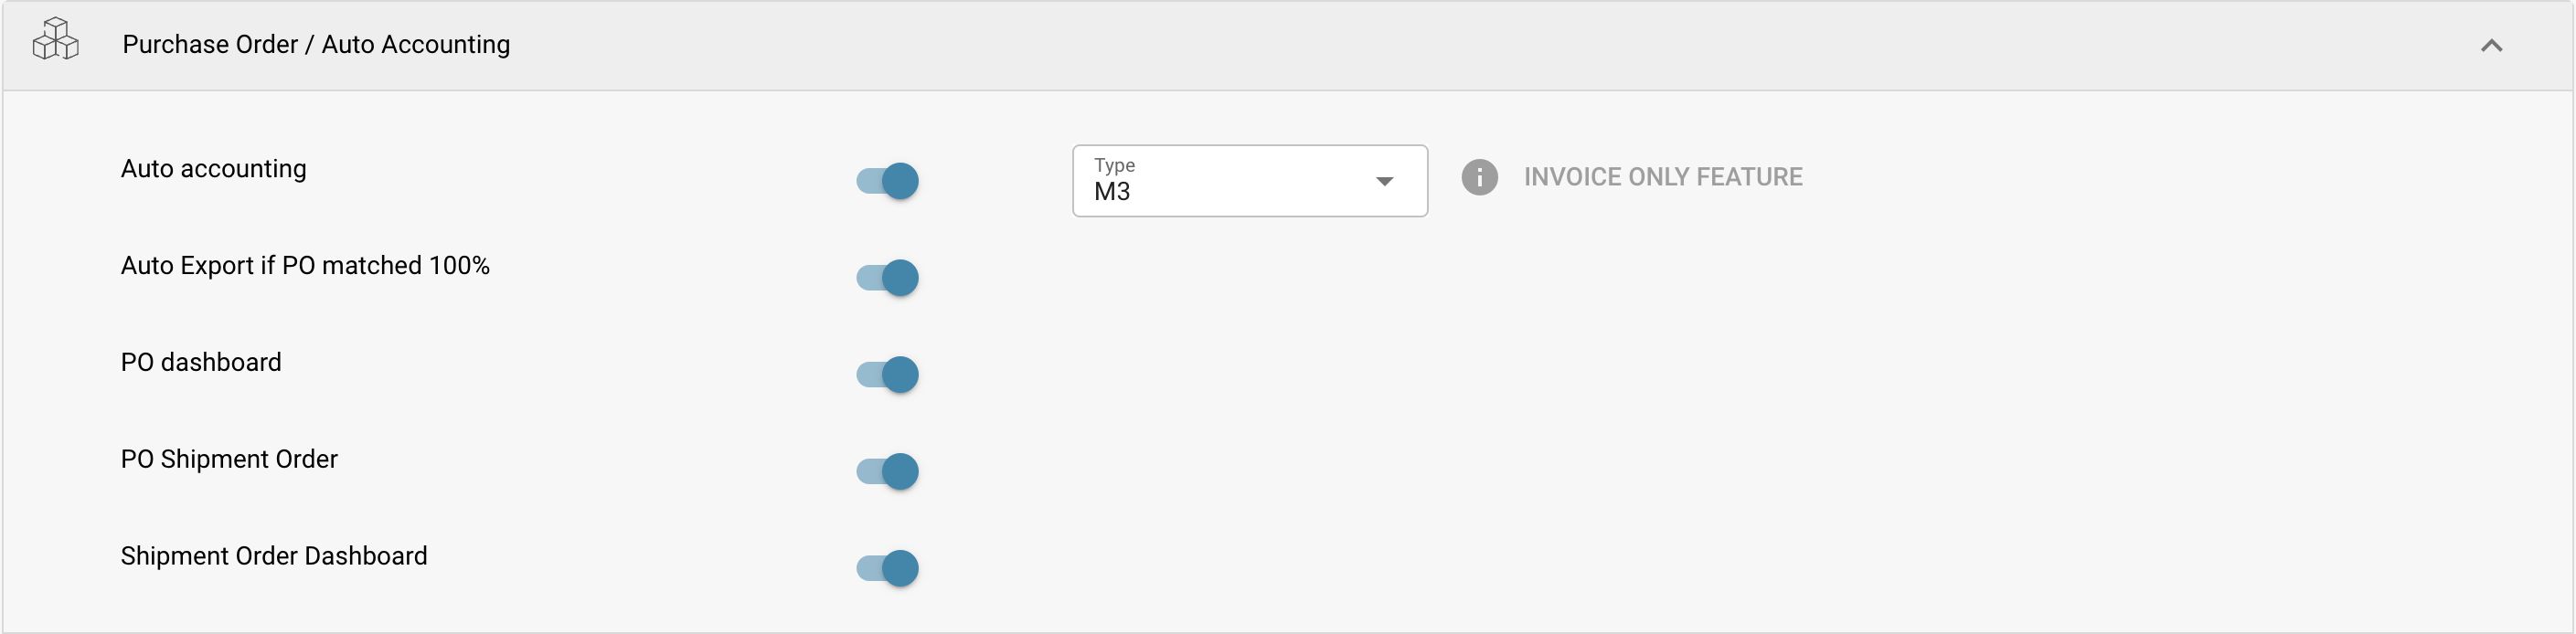 Purchase Order / Auto Accounting
Auto accounting
Type
M3
INVOICE ONLY FEATURE
Auto Export if PO matched 100%
PO dashboard
PO Shipment Order
Shipment Order Dashboard